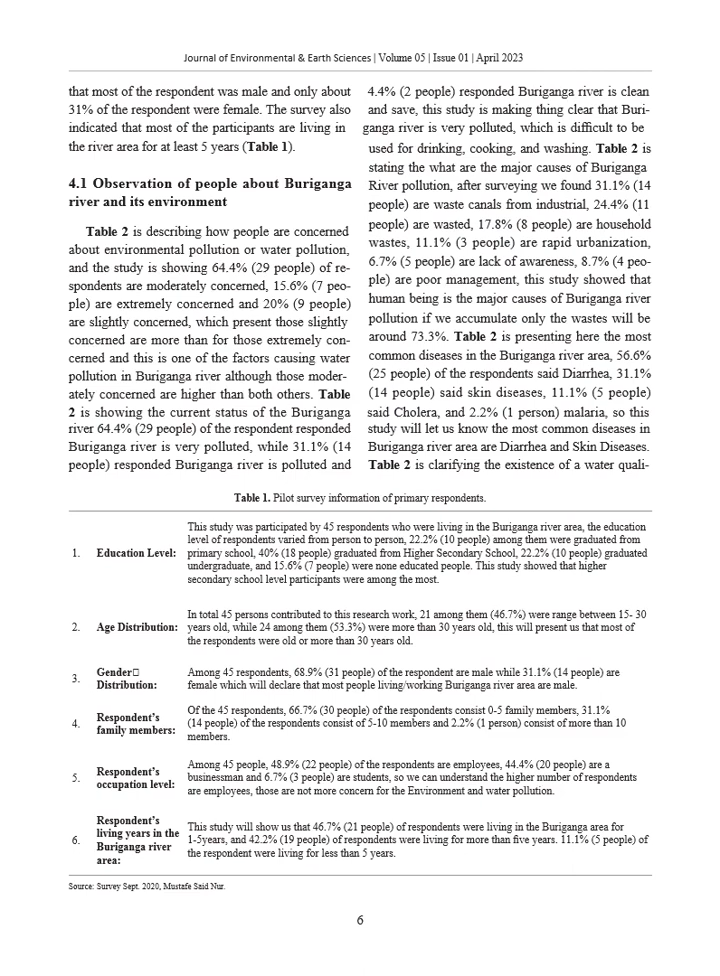 Journal of Environmental & Earth Sciences | Volume 05 | Issue 01 | April 2023
that most of the respondent was male and only about
31% of the respondent were female. The survey also
indicated that most of the participants are living in
the river area for at least 5 years (Table 1).
4.1 Observation of people about Buriganga
river and its environment
Table 2 is describing how people are concerned
about environmental pollution or water pollution,
and the study is showing 64.4% (29 people) of re-
spondents are moderately concerned, 15.6% (7 peo-
ple) are extremely concerned and 20% (9 people)
are slightly concerned, which present those slightly
concerned are more than for those extremely con-
cerned and this is one of the factors causing water
pollution in Buriganga river although those moder-
ately concerned are higher than both others. Table
2 is showing the current status of the Buriganga
river 64.4% (29 people) of the respondent responded
Buriganga river is very polluted, while 31.1% (14
people) responded Buriganga river is polluted and
4.4% (2 people) responded Buriganga river is clean
and save, this study is making thing clear that Buri-
ganga river is very polluted, which is difficult to be
used for drinking, cooking, and washing. Table 2 is
stating the what are the major causes of Buriganga
River pollution, after surveying we found 31.1% (14
people) are waste canals from industrial, 24.4% (11
people) are wasted, 17.8% (8 people) are household
wastes, 11.1% (3 people) are rapid urbanization,
6.7% (5 people) are lack of awareness, 8.7% (4 peo-
ple) are poor management, this study showed that
human being is the major causes of Buriganga river
pollution if we accumulate only the wastes will be
around 73.3%. Table 2 is presenting here the most
common diseases in the Buriganga river area, 56.6%
(25 people) of the respondents said Diarrhea, 31.1%
(14 people) said skin diseases, 11.1% (5 people)
said Cholera, and 2.2% (1 person) malaria, so this
study will let us know the most common diseases in
Buriganga river area are Diarrhea and Skin Diseases.
Table 2 is clarifying the existence of a water quali-
Table 1. Pilot survey information of primary respondents.
1. Education Level:
This study was participated by 45 respondents who were living in the Buriganga river area, the education
level of respondents varied from person to person, 22.2% (10 people) among them were graduated from
primary school, 40% (18 people) graduated from Higher Secondary School, 22.2% (10 people) graduated
undergraduate, and 15.6% (7 people) were none educated people. This study showed that higher
secondary school level participants were among the most.
2. Age Distribution:
In total 45 persons contributed to this research work, 21 among them (46.7%) were range between 15- 30
years old, while 24 among them (53.3%) were more than 30 years old, this will present us that most of
the respondents were old or more than 30 years old.
3. Gender□
Distribution:
Among 45 respondents, 68.9% (31 people) of the respondent are male while 31.1% (14 people) are
female which will declare that most people living/working Buriganga river area are male.
4. Respondent's
family members:
Of the 45 respondents, 66.7% (30 people) of the respondents consist 0-5 family members, 31.1%
(14 people) of the respondents consist of 5-10 members and 2.2% (1 person) consist of more than 10
members.
5. Respondent's
occupation level:
Among 45 people, 48.9% (22 people) of the respondents are employees, 44.4% (20 people) are a
businessman and 6.7% (3 people) are students, so we can understand the higher number of respondents
are employees, those are not more concern for the Environment and water pollution.
6. Respondent's
living years in the
Buriganga river
area:
This study will show us that 46.7% (21 people) of respondents were living in the Buriganga area for
1-5years, and 42.2% (19 people) of respondents were living for more than five years. 11.1% (5 people) of
the respondent were living for less than 5 years.
Source: Survey Sept. 2020, Mustafe Said Nur.
6